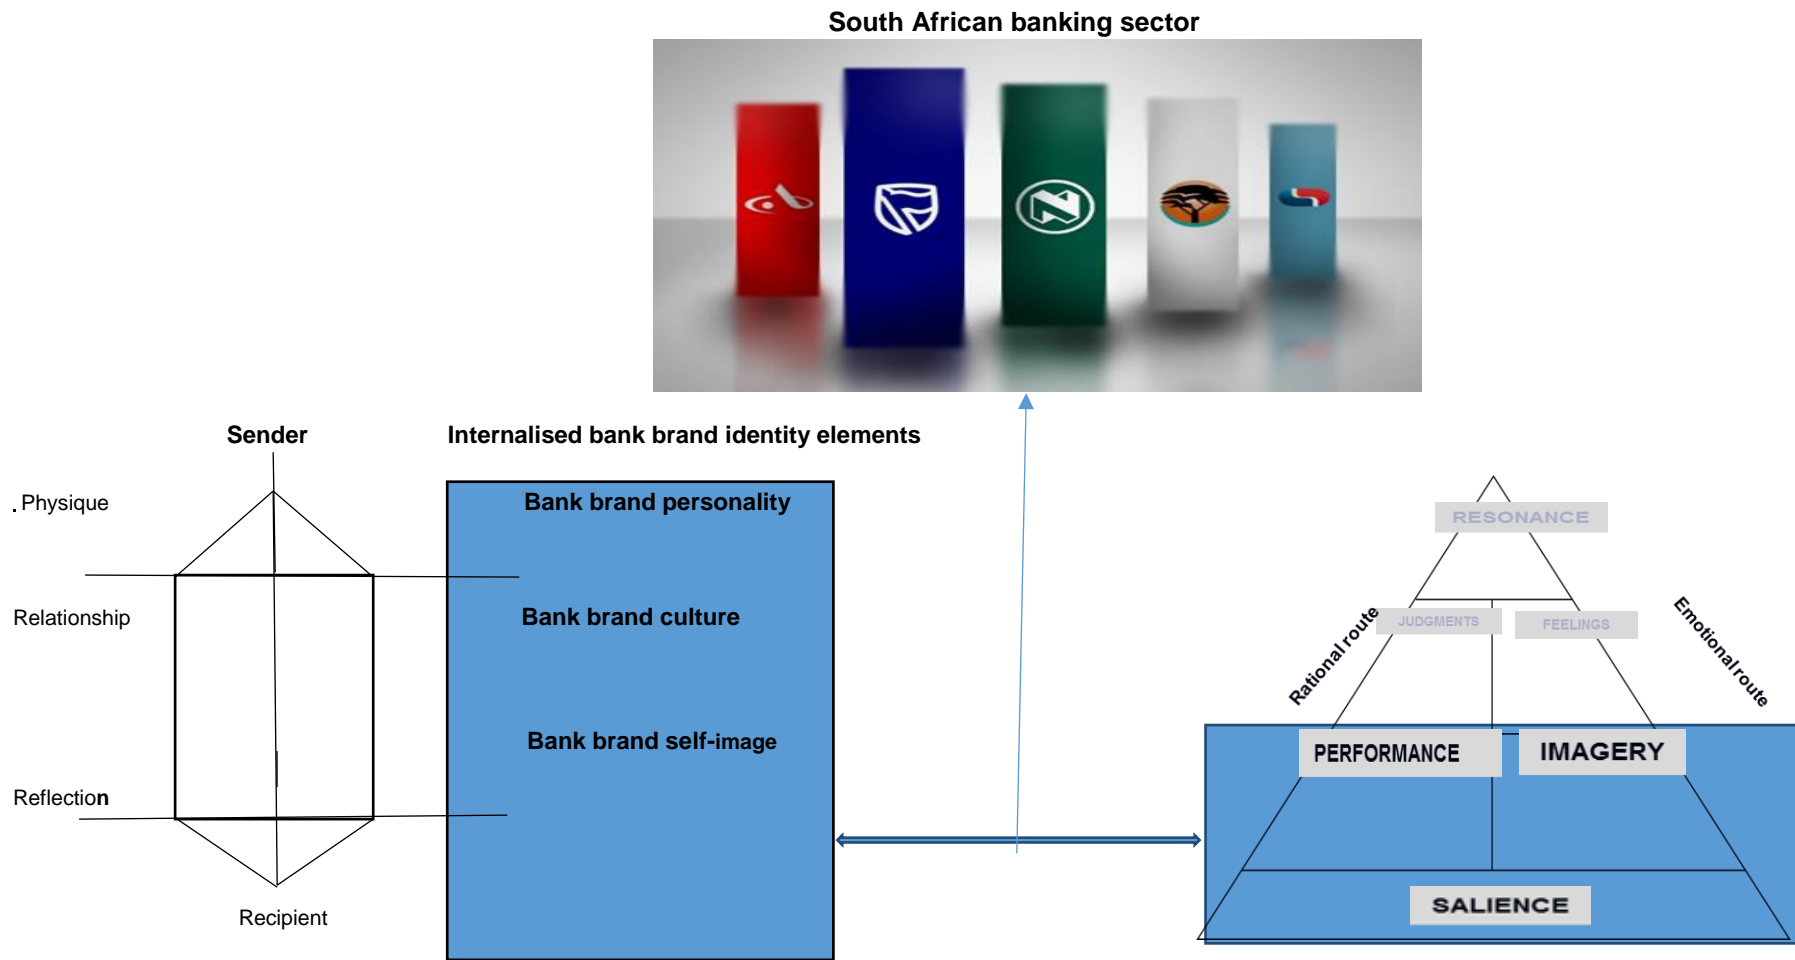 South African banking sector
Sender
Internalised bank brand identity elements
. Physique
Bank brand personality
RESONANCE
Relationship
Bank brand culture
JUDGMENTS
FEELINGS
Rational route
Emotional route
Bank brand self-image
PERFORMANCE
IMAGERY
Reflection
SALIENCE
Recipient